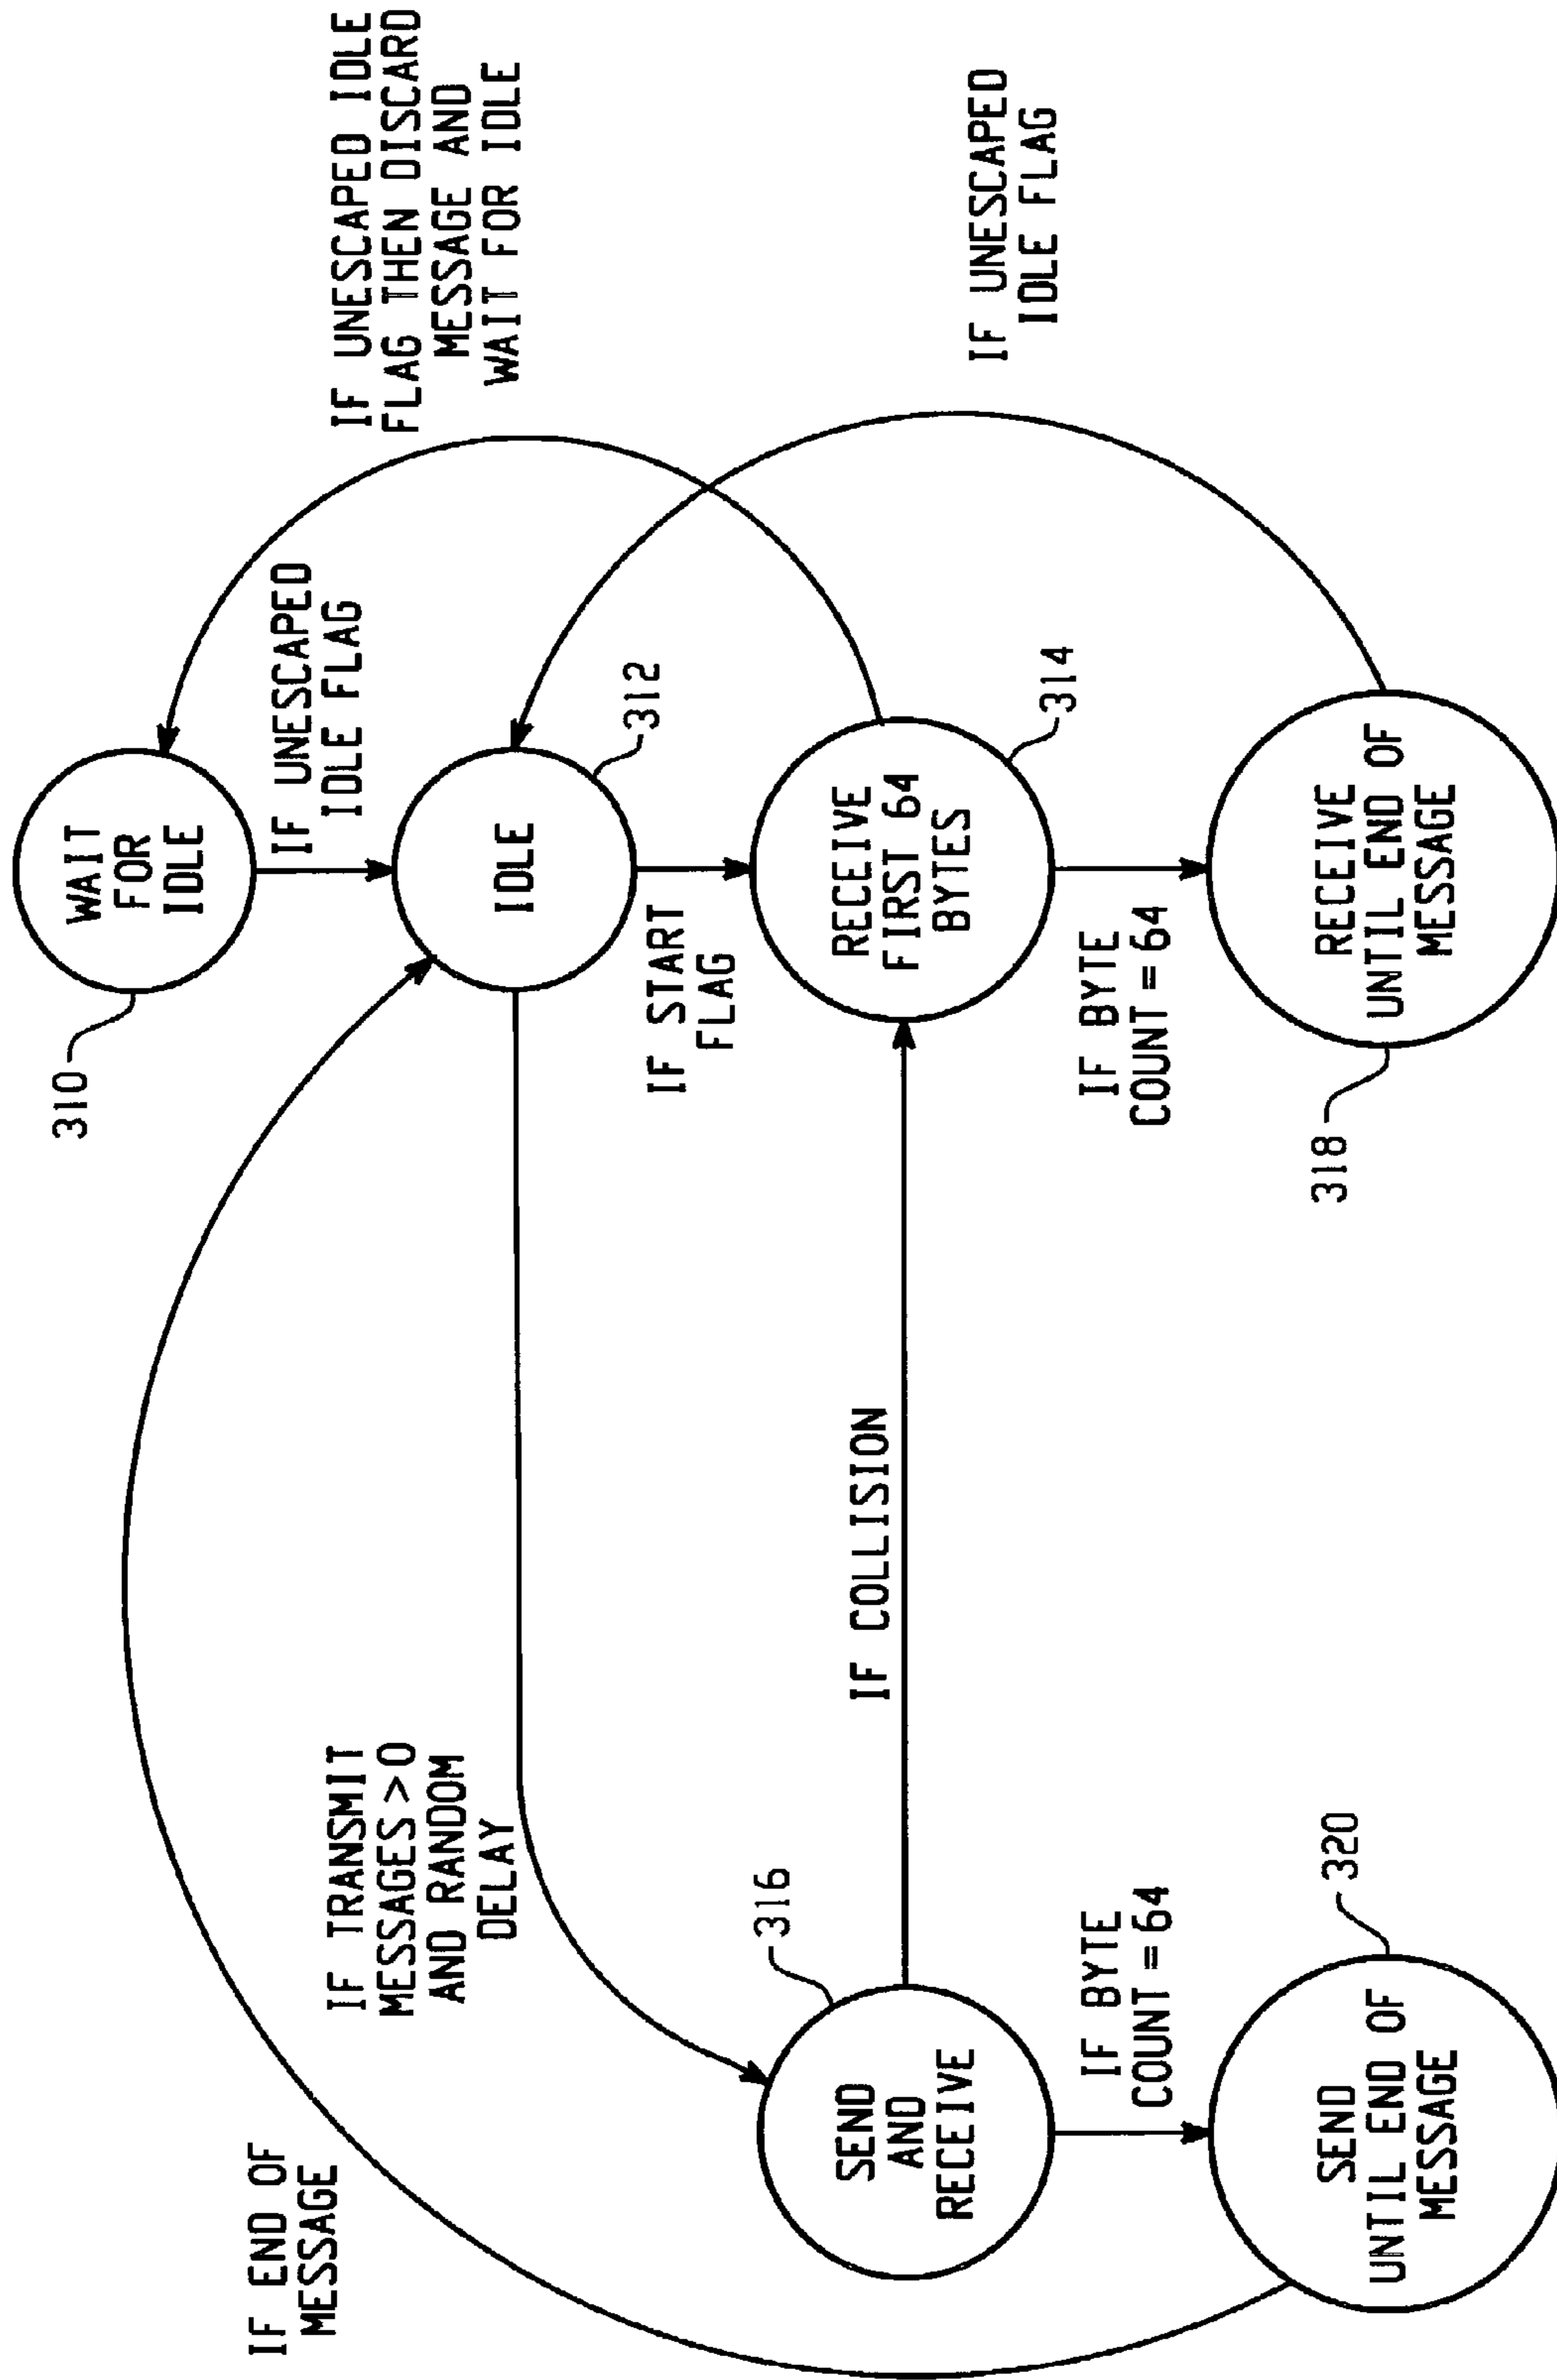 310
WAIT
FOR
IDLE
IF UNESCAPED IDLE
FLAG THEN DISCARD
MESSAGE AND
WAIT FOR IDLE
IF UNESCAPED
IDLE FLAG
IF END OF
MESSAGE
IDLE
312
IF TRANSMIT
MESSAGES >0
AND RANDOM
DELAY
IF START
FLAG
316
SEND
AND
RECEIVE
IF COLLISION
RECEIVE
FIRST 64
BYTES
314
IF UNESCAPED
IDLE FLAG
IF BYTE
COUNT = 64
IF BYTE
COUNT = 64
SEND
UNTIL END OF
MESSAGE
320
318
RECEIVE
UNTIL END OF
MESSAGE